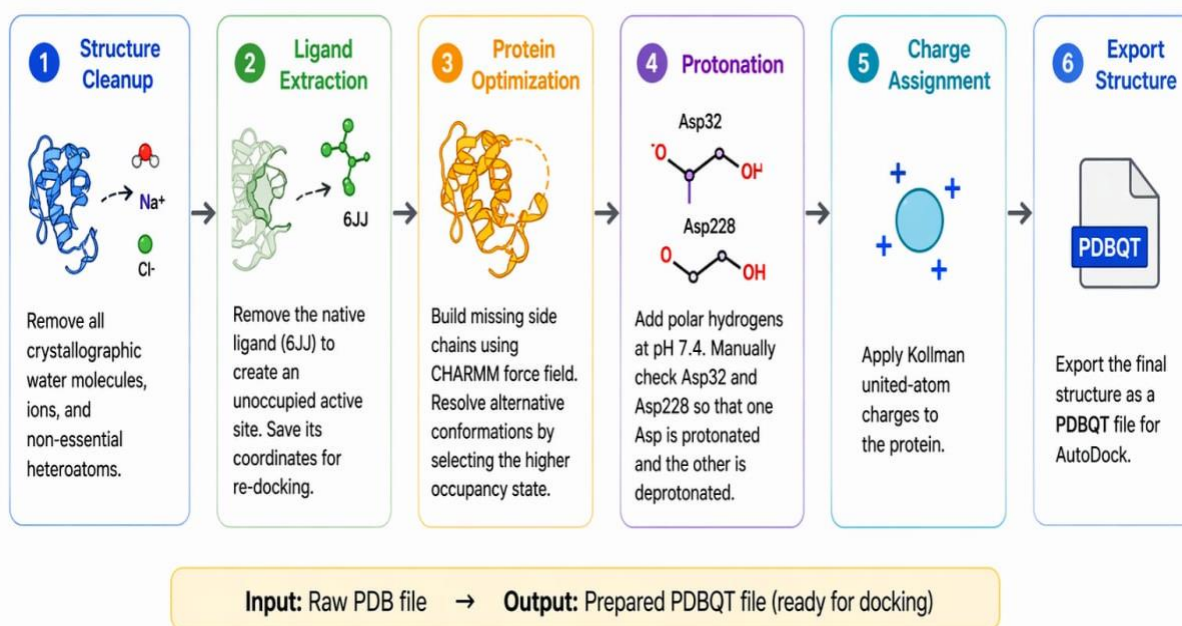 1
Structure
Cleanup
Na⁺
Cl-
Remove all
crystallographic
water molecules,
ions, and
non-essential
heteroatoms.
2
Ligand
Extraction
6JJ
Remove the native
ligand (6JJ) to
create an
unoccupied active
site. Save its
coordinates for
re-docking.
3
Protein
Optimization
Build missing side
chains using
CHARMM force field.
Resolve alternative
conformations by
selecting the higher
occupancy state.
4
Protonation
Asp32
-O
OH
Asp228
O
OH
Add polar hydrogens
at pH 7.4. Manually
check Asp32 and
Asp228 so that one
Asp is protonated
and the other is
deprotonated.
5
Charge
Assignment
+ +
+ +
Apply Kollman
united-atom
charges to
the protein.
6
Export
Structure
PDBQT
Export the final
structure as a
PDBQT file for
AutoDock.
Input: Raw PDB file → Output: Prepared PDBQT file (ready for docking)